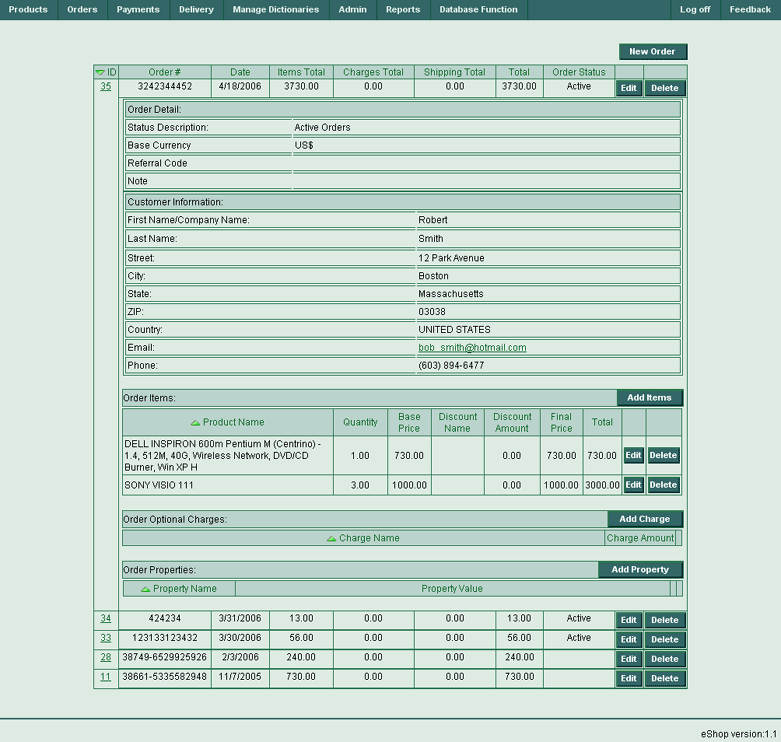 Products Orders Payments Delivery Manage Dictionaries Admin Reports Database Function Log off Feedback
New Order
ID Order # Date Items Total Charges Total Shipping Total Total Order Status
35 3242344452 4/18/2006 3730.00 0.00 0.00 3730.00 Active Edit Delete
Order Detail:
Status Description: Active Orders
Base Currency US$
Referral Code
Note
Customer Information:
First Name/Company Name: Robert
Last Name: Smith
Street: 12 Park Avenue
City: Boston
State: Massachusetts
ZIP: 03038
Country: UNITED STATES
Email: bob_smith@hotmail.com
Phone: (603) 894-6477
Order Items: Add Items
Product Name Quantity Base Price Discount Name Discount Amount Final Price Total
DELL INSPIRON 600m Pentium M (Centrino) -
1.4, 512M, 40G, Wireless Network, DVD/CD 1.00 730.00 0.00 730.00 730.00 Edit Delete
Burner, Win XP H
SONY VISIO 111 3.00 1000.00 0.00 1000.00 3000.00 Edit Delete
Order Optional Charges: Add Charge
Charge Name Charge Amount
Order Properties: Add Property
Property Name Property Value
34 424234 3/31/2006 13.00 0.00 0.00 13.00 Active Edit Delete
33 123133123432 3/30/2006 56.00 0.00 0.00 56.00 Active Edit Delete
28 38749-6529925926 2/3/2006 240.00 0.00 0.00 240.00 Edit Delete
11 38661-5335582948 11/7/2005 730.00 0.00 0.00 730.00 Edit Delete
eShop version:1.1